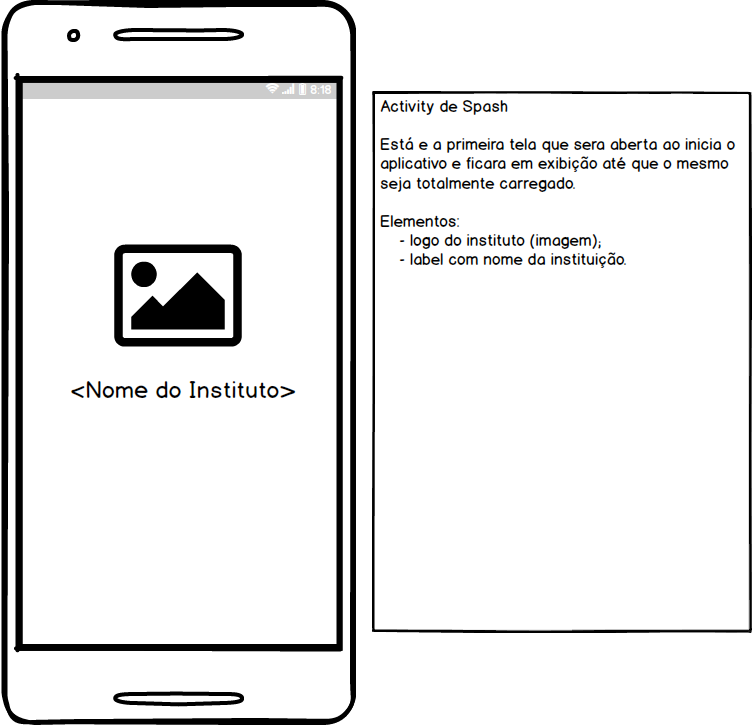 8:18
<Nome do Instituto>
Activity de Spash
Está e a primeira tela que sera aberta ao inicia o
aplicativo e ficara em exibição até que o mesmo
seja totalmente carregado.
Elementos:
- logo do instituto (imagem);
- label com nome da instituição.